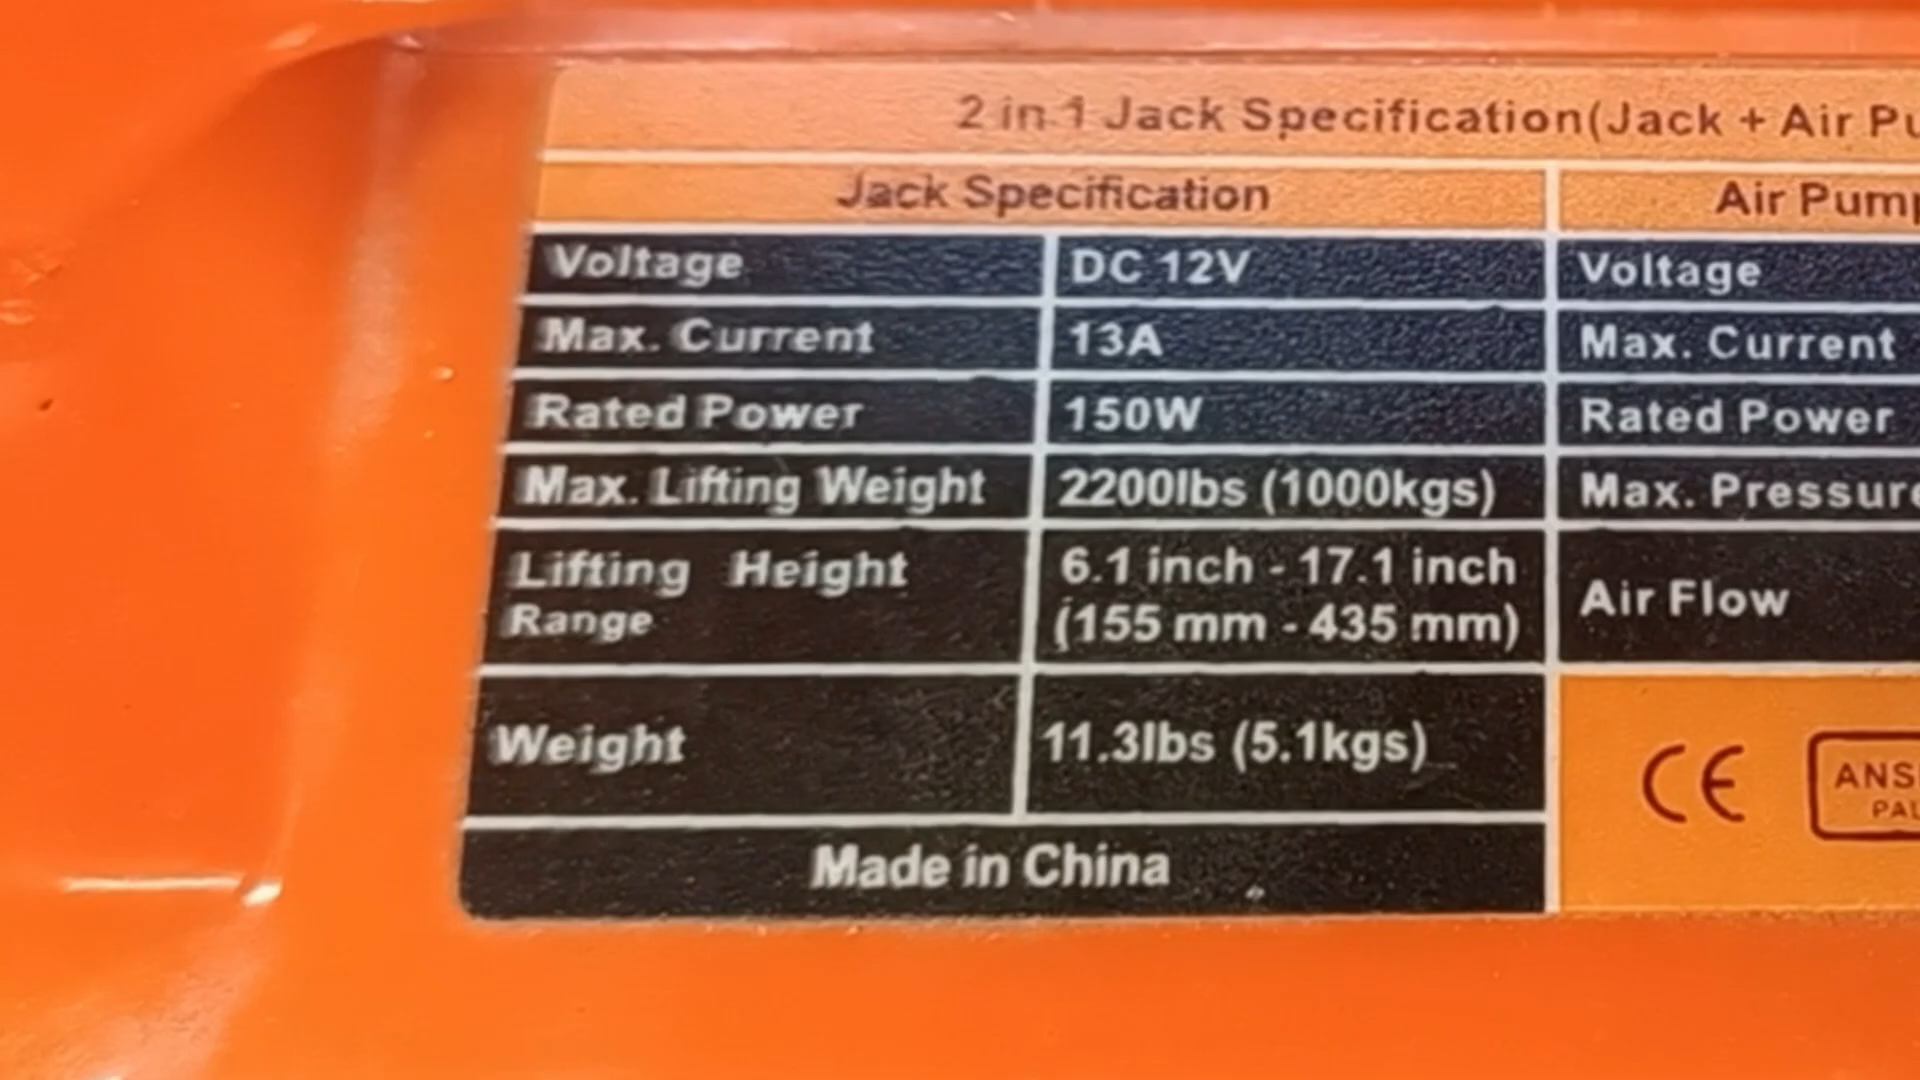 2 in 1 Jack Specification(Jack + Air Pu
Jack Specification
Air Pump
Voltage
DC 12V
Voltage
Max. Current
13A
Max. Current
Rated Power
150W
Rated Power
Max. Lifting Weight
2200lbs (1000kgs)
Max. Pressure
Lifting Height
Range
6.1 inch - 17.1 inch
(155 mm - 435 mm)
Air Flow
Weight
11.3lbs (5.1kgs)
CE
ANS
PAL
Made in China